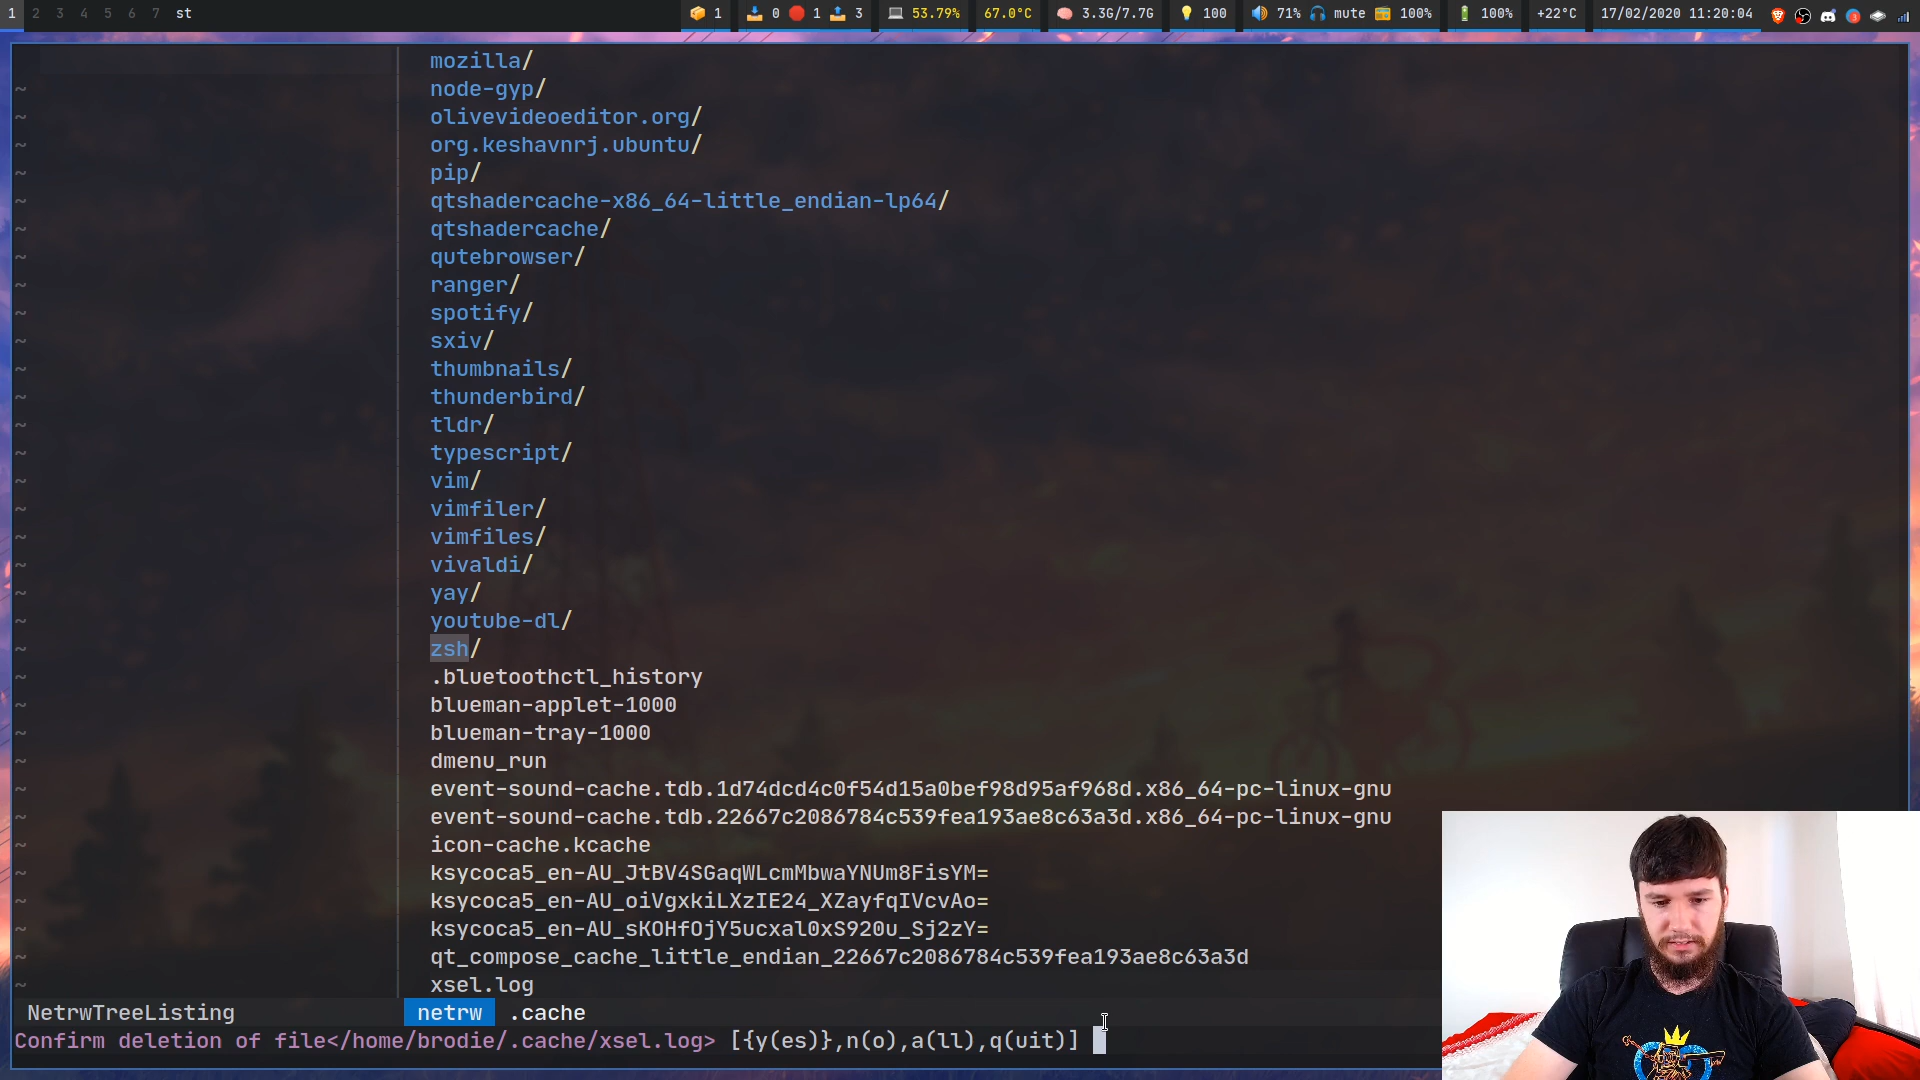 1 2 3 4 5 6 7 st 1 0 1 3 53.79% 67.0°C 3.3G/7.7G 100 71% mute 100% 100% +22°C 17/02/2020 11:20:04
mozilla/
~ node-gyp/
~ olivevideoeditor.org/
~ org.keshavnrj.ubuntu/
~ pip/
~ qtshadercache-x86_64-little_endian-lp64/
~ qtshadercache/
~ qutebrowser/
~ ranger/
~ spotify/
~ sxiv/
~ thumbnails/
~ thunderbird/
~ tldr/
~ typescript/
~ vim/
~ vimfiler/
~ vimfiles/
~ vivaldi/
~ yay/
~ youtube-dl/
~ zsh/
~ .bluetoothctl_history
~ blueman-applet-1000
~ blueman-tray-1000
~ dmenu_run
~ event-sound-cache.tdb.1d74dcd4c0f54d15a0bef98d95af968d.x86_64-pc-linux-gnu
~ event-sound-cache.tdb.22667c2086784c539fea193ae8c63a3d.x86_64-pc-linux-gnu
~ icon-cache.kcache
~ ksycoca5_en-AU_JtBV4SGaqWLcmMbwaYNUm8FisYM=
~ ksycoca5_en-AU_oiVgxkiLXzIE24_XZayfqIVcvAo=
~ ksycoca5_en-AU_sKOHfOjY5ucxal0xS920u_Sj2zY=
~ qt_compose_cache_little_endian_22667c2086784c539fea193ae8c63a3d
~ xsel.log
NetrwTreeListing netrw .cache
Confirm deletion of file</home/brodie/.cache/xsel.log> [{y(es)},n(o),a(ll),q(uit)]